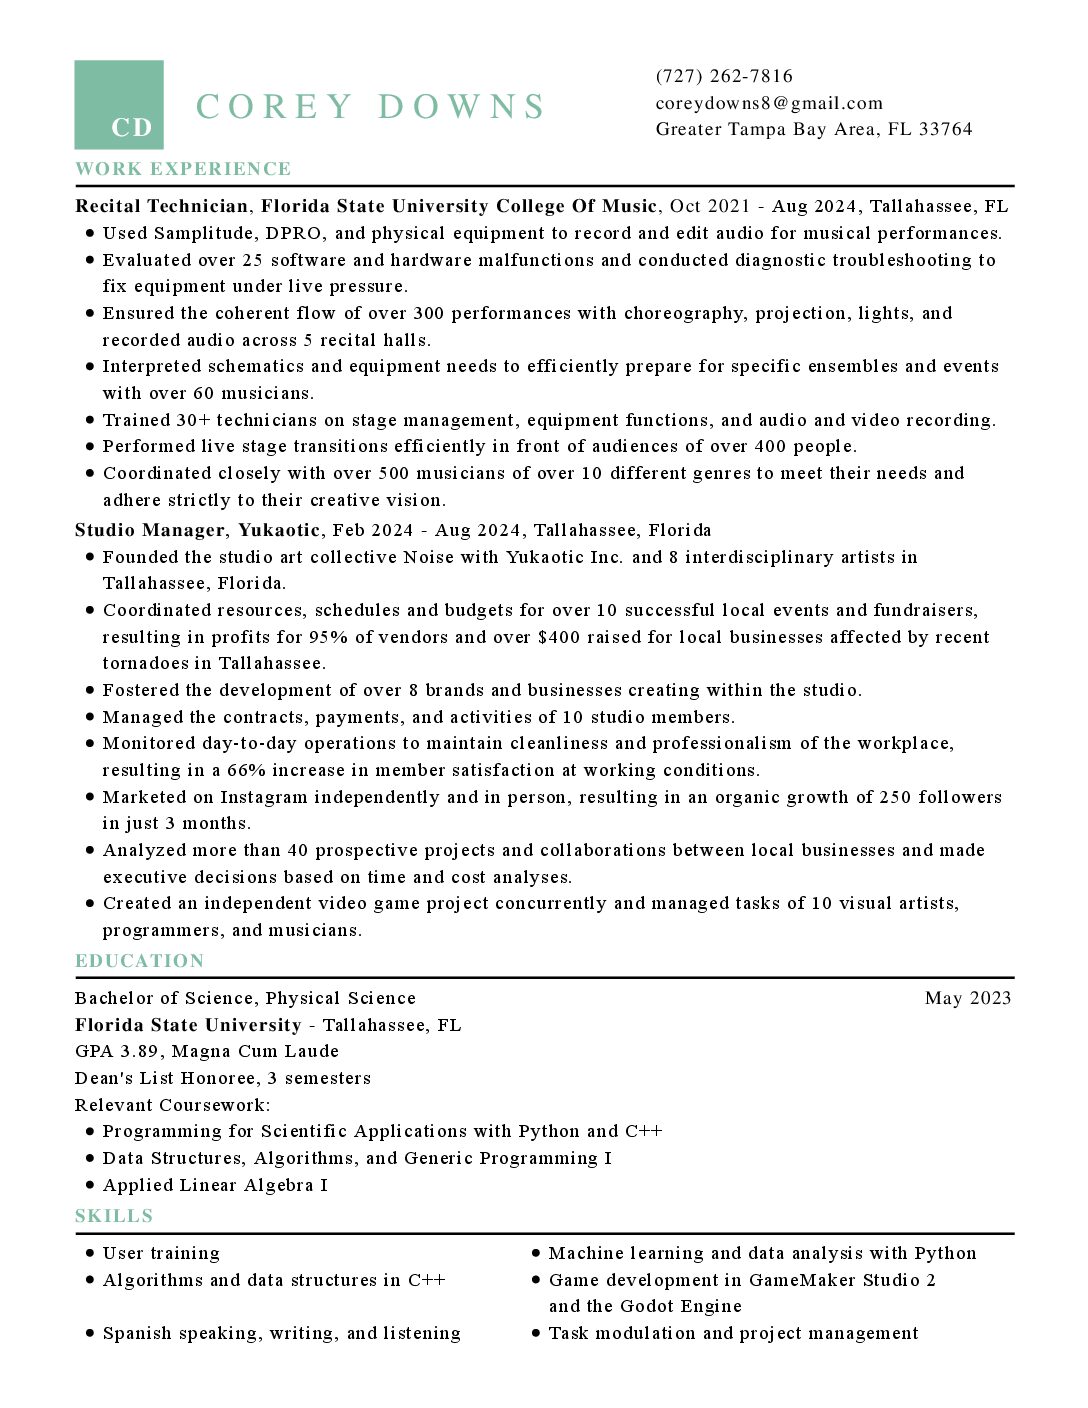 CD
COREY DOWNS
(727) 262-7816
coreydowns8@gmail.com
Greater Tampa Bay Area, FL 33764
WORK EXPERIENCE
Recital Technician, Florida State University College Of Music, Oct 2021 - Aug 2024, Tallahassee, FL
• Used Samplitude, DPRO, and physical equipment to record and edit audio for musical performances.
• Evaluated over 25 software and hardware malfunctions and conducted diagnostic troubleshooting to
fix equipment under live pressure.
• Ensured the coherent flow of over 300 performances with choreography, projection, lights, and
recorded audio across 5 recital halls.
• Interpreted schematics and equipment needs to efficiently prepare for specific ensembles and events
with over 60 musicians.
• Trained 30+ technicians on stage management, equipment functions, and audio and video recording.
• Performed live stage transitions efficiently in front of audiences of over 400 people.
• Coordinated closely with over 500 musicians of over 10 different genres to meet their needs and
adhere strictly to their creative vision.
Studio Manager, Yukaotic, Feb 2024 - Aug 2024, Tallahassee, Florida
• Founded the studio art collective Noise with Yukaotic Inc. and 8 interdisciplinary artists in
Tallahassee, Florida.
• Coordinated resources, schedules and budgets for over 10 successful local events and fundraisers,
resulting in profits for 95% of vendors and over $400 raised for local businesses affected by recent
tornadoes in Tallahassee.
• Fostered the development of over 8 brands and businesses creating within the studio.
• Managed the contracts, payments, and activities of 10 studio members.
• Monitored day-to-day operations to maintain cleanliness and professionalism of the workplace,
resulting in a 66% increase in member satisfaction at working conditions.
• Marketed on Instagram independently and in person, resulting in an organic growth of 250 followers
in just 3 months.
• Analyzed more than 40 prospective projects and collaborations between local businesses and made
executive decisions based on time and cost analyses.
• Created an independent video game project concurrently and managed tasks of 10 visual artists,
programmers, and musicians.
EDUCATION
Bachelor of Science, Physical Science May 2023
Florida State University - Tallahassee, FL
GPA 3.89, Magna Cum Laude
Dean's List Honoree, 3 semesters
Relevant Coursework:
• Programming for Scientific Applications with Python and C++
• Data Structures, Algorithms, and Generic Programming I
• Applied Linear Algebra I
SKILLS
• User training
• Machine learning and data analysis with Python
• Algorithms and data structures in C++
• Game development in GameMaker Studio 2
and the Godot Engine
• Spanish speaking, writing, and listening
• Task modulation and project management